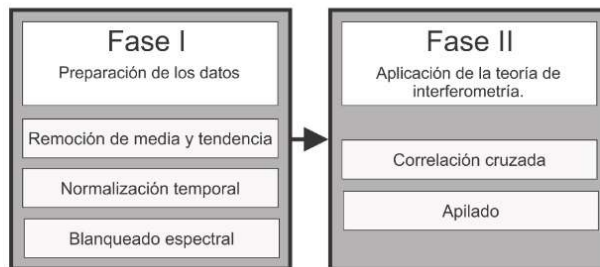 Fase I
Preparación de los datos
Remoción de media y tendencia
Normalización temporal
Blanqueado espectral
Fase II
Aplicación de la teoría de
interferometría.
Correlación cruzada
Apilado